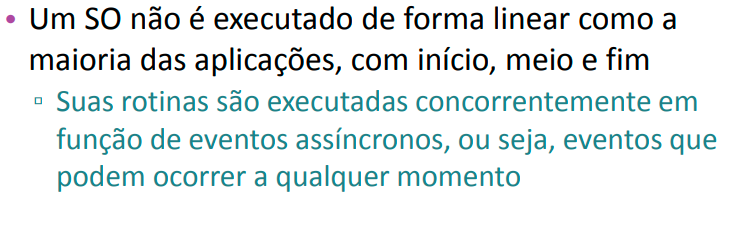 • Um SO não é executado de forma linear como a
maioria das aplicações, com início, meio e fim
▫ Suas rotinas são executadas concorrentemente em
função de eventos assíncronos, ou seja, eventos que
podem ocorrer a qualquer momento